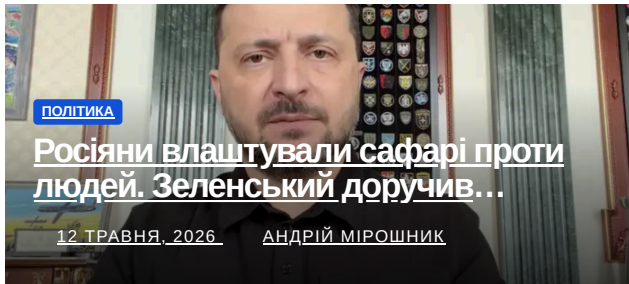 ПОЛІТИКА
Росіяни влаштували сафарі проти
людей. Зеленський доручив…
12 ТРАВНЯ, 2026 АНДРІЙ МІРОШНИК